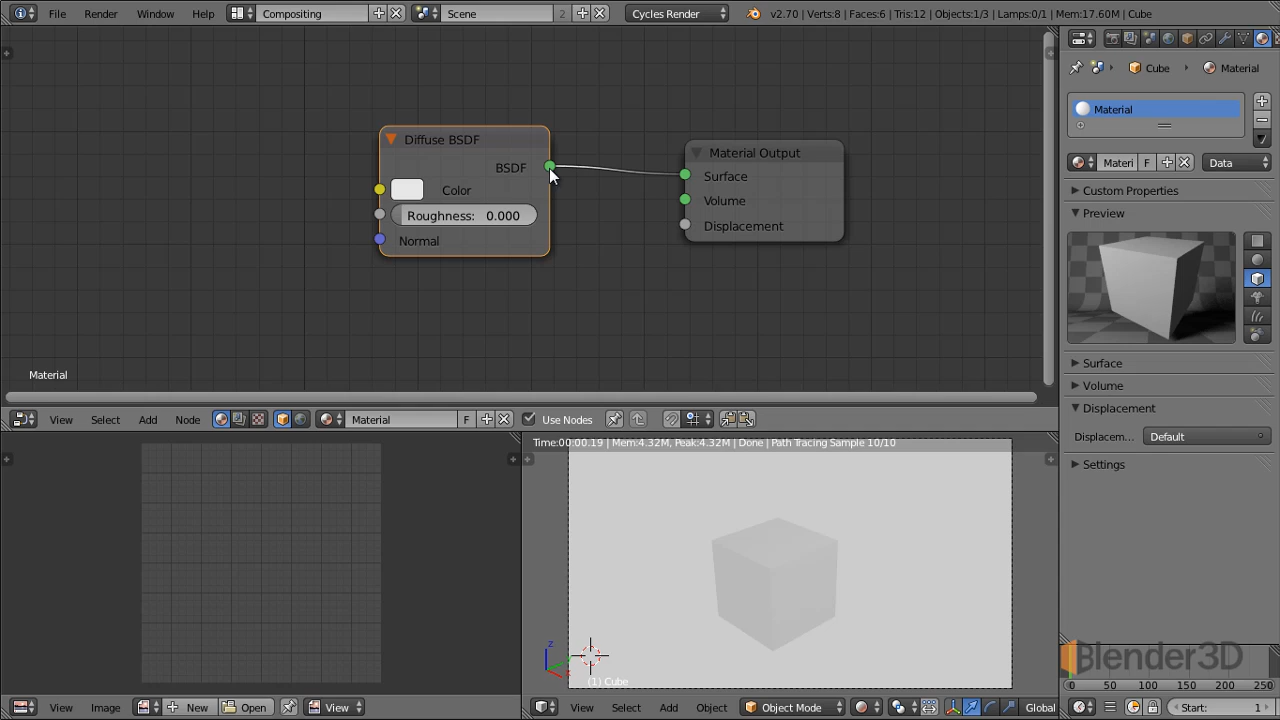 File Render Window Help Compositing Scene 2 Cycles Render v2.70 | Verts:8 | Faces:6 | Tris:12 | Objects:1/3 | Lamps:0/1 | Mem:17.60M | Cube
Cube Material
Material
Materi F Data
Custom Properties
Preview
Surface
Volume
Displacement
Displacem... Default
Settings
Diffuse BSDF
BSDF
Color
Roughness: 0.000
Normal
Material Output
Surface
Volume
Displacement
Material
View Select Add Node Material F Use Nodes
Time:00:00.19 | Mem:4.32M, Peak:4.32M | Done | Path Tracing Sample 10/10
z
(1) Cube
Blender3D
0 50 100 150 200 250
View Image New Open View
View Select Add Object Object Mode Global
Start: 1